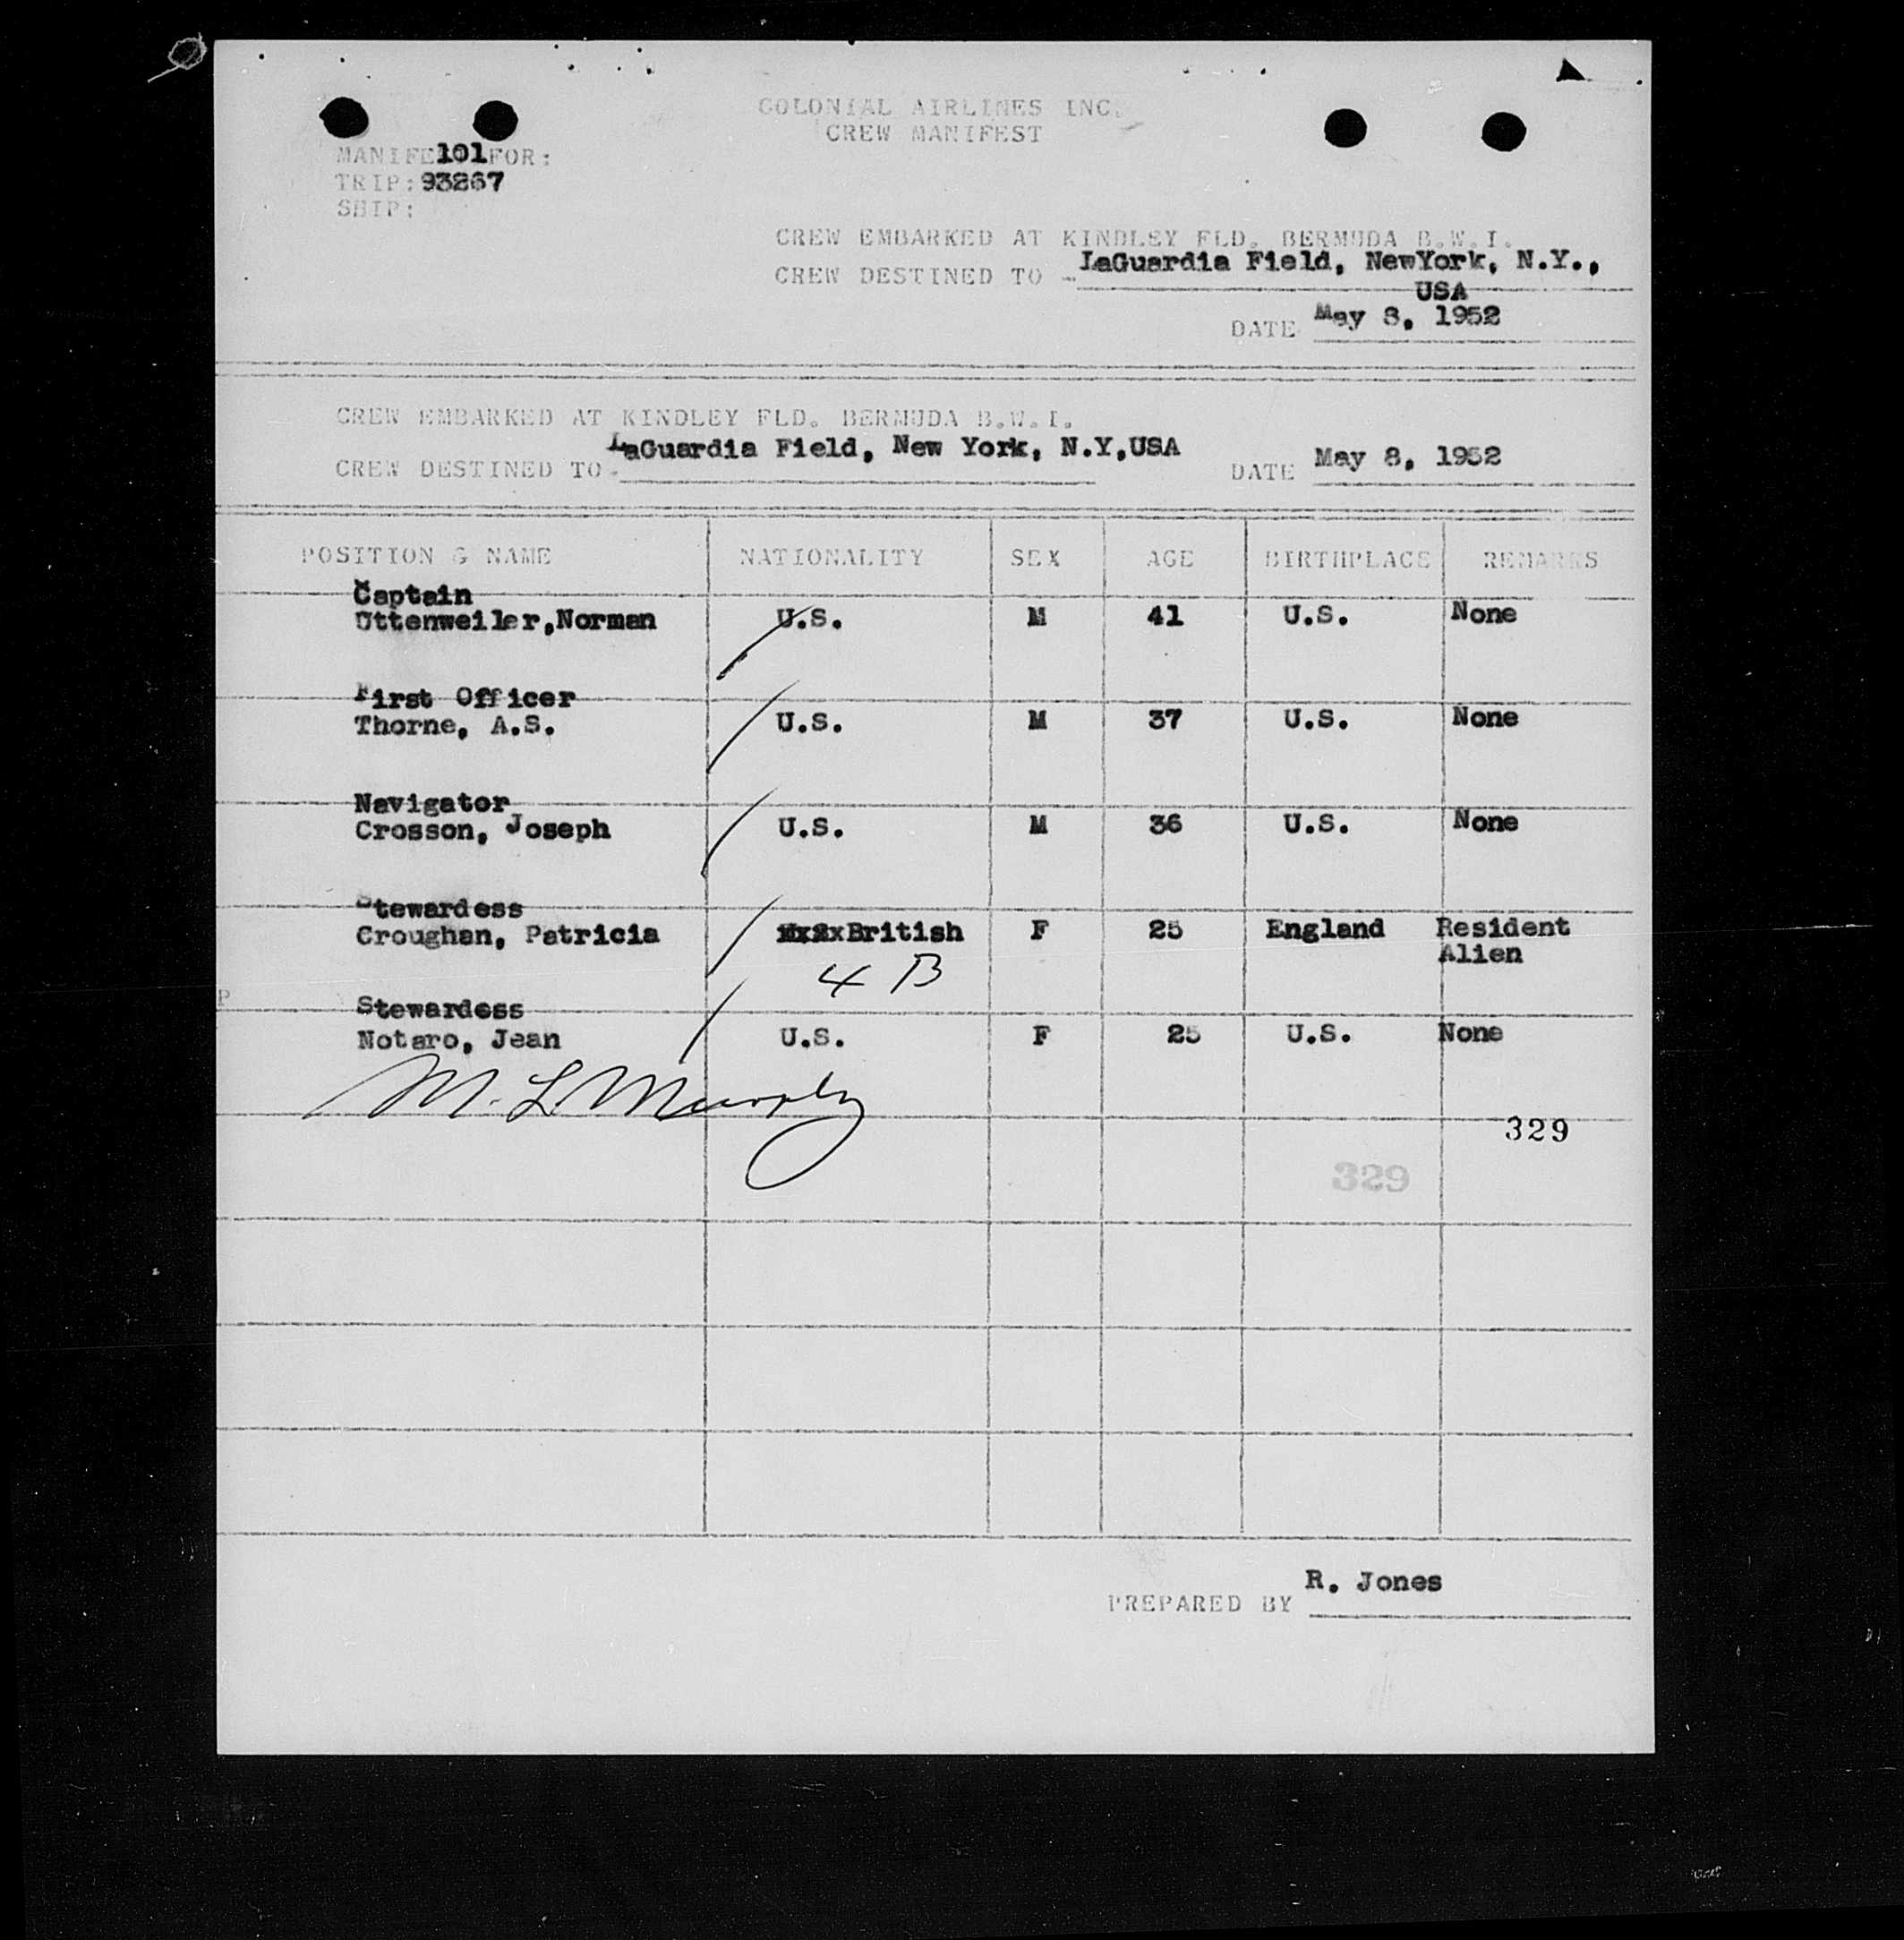 COLONIAL AIRLINES INC.
CREW MANIFEST
MANIFE101FOR:
TRIP:93267
SHIP:
CREW EMBARKED AT KINDLEY FLD. BERMUDA B.W.I.
CREW DESTINED TO - LaGuardia Field, NewYork, N.Y.,
USA
DATE May 8, 1952
CREW EMBARKED AT KINDLEY FLD. BERMUDA B.W.I.
CREW DESTINED TO - LaGuardia Field, New York, N.Y,USA DATE May 8, 1952
POSITION & NAME NATIONALITY SEX AGE BIRTHPLACE REMARKS
Captain
Uttenweiler,Norman U.S. M 41 U.S. None
First Officer
Thorne, A.S. U.S. M 37 U.S. None
Navigator
Crosson, Joseph U.S. M 36 U.S. None
Stewardess
Croughan, Patricia British F 25 England Resident
Alien
4 B
P
Stewardess
Notaro, Jean U.S. F 25 U.S. None
M. L. Murphy
329
329
R. Jones
PREPARED BY